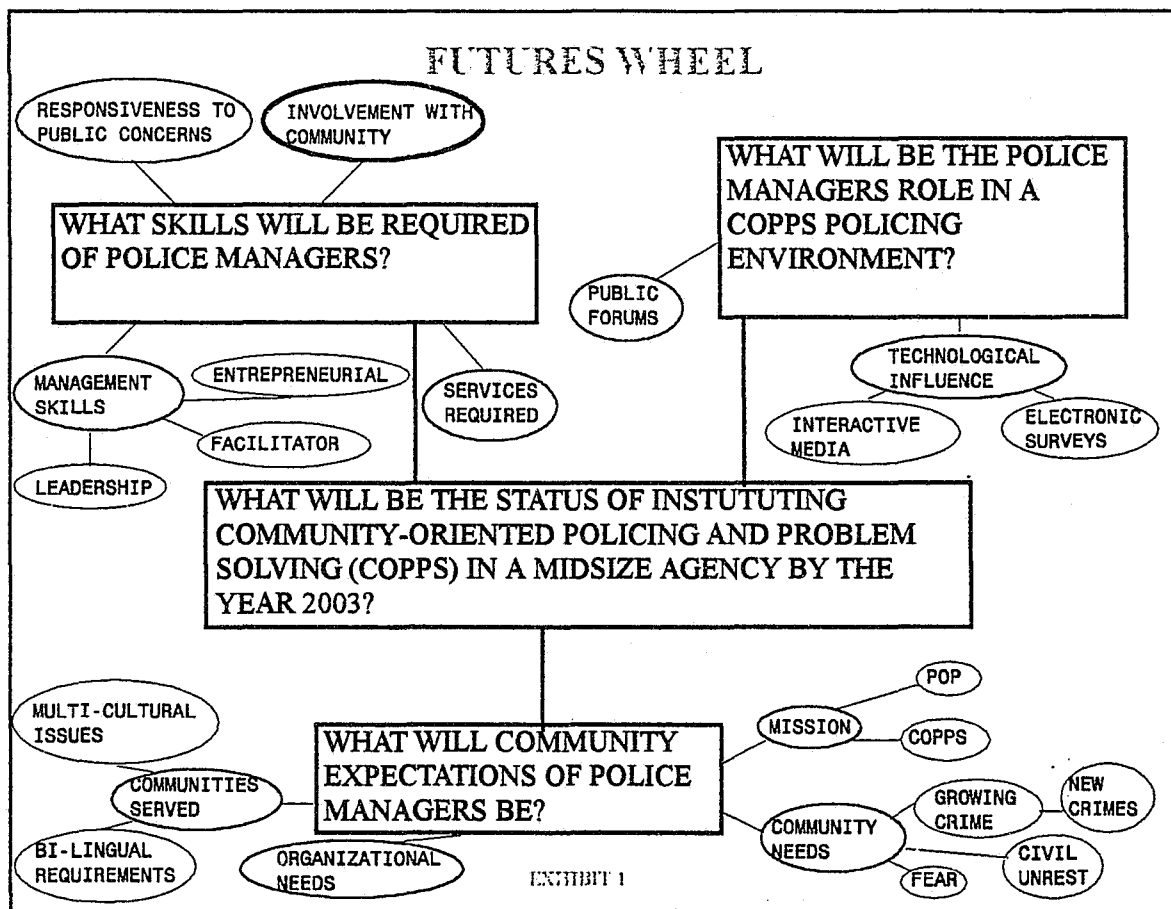 FUTURES WHEEL
RESPONSIVENESS TO
PUBLIC CONCERNS
INVOLVEMENT WITH
COMMUNITY
WHAT SKILLS WILL BE REQUIRED
OF POLICE MANAGERS?
WHAT WILL BE THE POLICE
MANAGERS ROLE IN A
COPPS POLICING
ENVIRONMENT?
PUBLIC
FORUMS
MANAGEMENT
SKILLS
ENTREPRENEURIAL
FACILITATOR
LEADERSHIP
SERVICES
REQUIRED
TECHNOLOGICAL
INFLUENCE
INTERACTIVE
MEDIA
ELECTRONIC
SURVEYS
WHAT WILL BE THE STATUS OF INSTUTUTING
COMMUNITY-ORIENTED POLICING AND PROBLEM
SOLVING (COPPS) IN A MIDSIZE AGENCY BY THE
YEAR 2003?
MULTI-CULTURAL
ISSUES
COMMUNITIES
SERVED
BI-LINGUAL
REQUIREMENTS
WHAT WILL COMMUNITY
EXPECTATIONS OF POLICE
MANAGERS BE?
ORGANIZATIONAL
NEEDS
MISSION
POP
COPPS
COMMUNITY
NEEDS
GROWING
CRIME
NEW
CRIMES
CIVIL
UNREST
FEAR
EXHIBIT 1